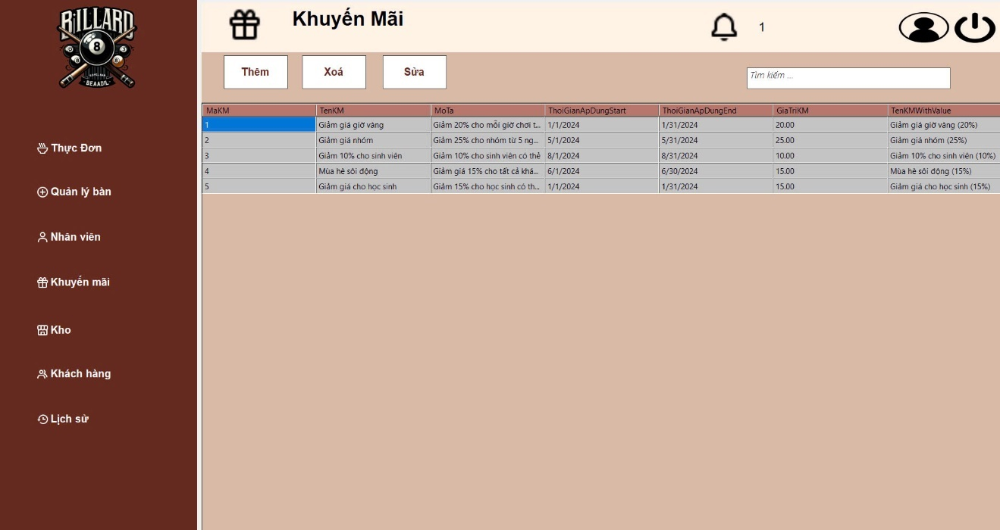 BILLARD
8
BEAADIL
Khuyến Mãi
1
Thêm
Xoá
Sửa
Tìm kiếm ...
Thực Đơn
Quản lý bàn
Nhân viên
Khuyến mãi
Kho
Khách hàng
Lịch sử
MaKM TenKM MoTa ThoiGianApDungStart ThoiGianApDungEnd GiaTriKM TenKMWithValue
1 Giảm giá giờ vàng Giảm 20% cho mỗi giờ chơi t... 1/1/2024 1/31/2024 20.00 Giảm giá giờ vàng (20%)
2 Giảm giá nhóm Giảm 25% cho nhóm từ 5 ng... 5/1/2024 5/31/2024 25.00 Giảm giá nhóm (25%)
3 Giảm 10% cho sinh viên Giảm 10% cho sinh viên có thẻ 8/1/2024 8/31/2024 10.00 Giảm 10% cho sinh viên (10%)
4 Mùa hè sôi động Giảm giá 15% cho tất cả khá... 6/1/2024 6/30/2024 15.00 Mùa hè sôi động (15%)
5 Giảm giá cho học sinh Giảm 15% cho học sinh có th... 1/1/2024 1/31/2024 15.00 Giảm giá cho học sinh (15%)